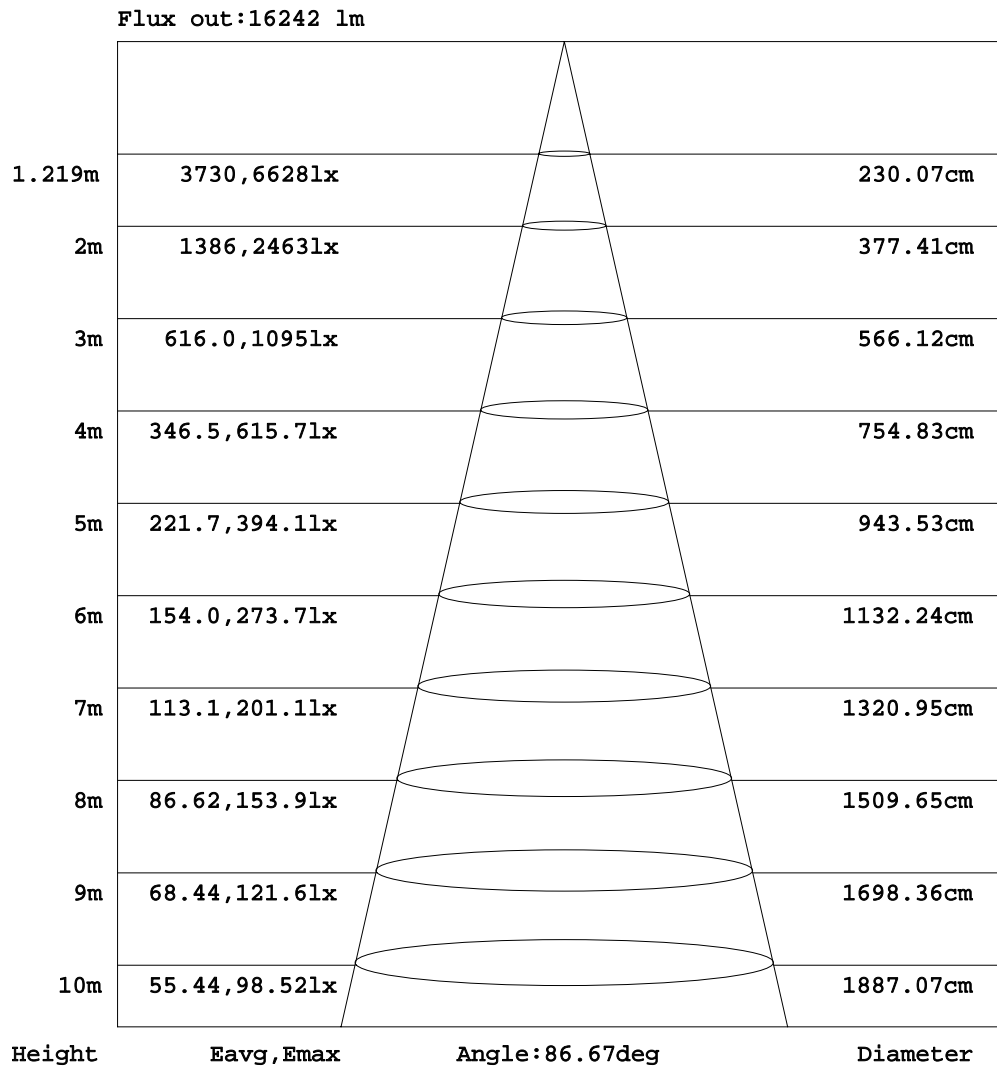 Flux out:16242 lm
1.219m 3730,6628lx 230.07cm
2m 1386,2463lx 377.41cm
3m 616.0,1095lx 566.12cm
4m 346.5,615.7lx 754.83cm
5m 221.7,394.1lx 943.53cm
6m 154.0,273.7lx 1132.24cm
7m 113.1,201.1lx 1320.95cm
8m 86.62,153.9lx 1509.65cm
9m 68.44,121.6lx 1698.36cm
10m 55.44,98.52lx 1887.07cm
Height Eavg,Emax Angle:86.67deg Diameter